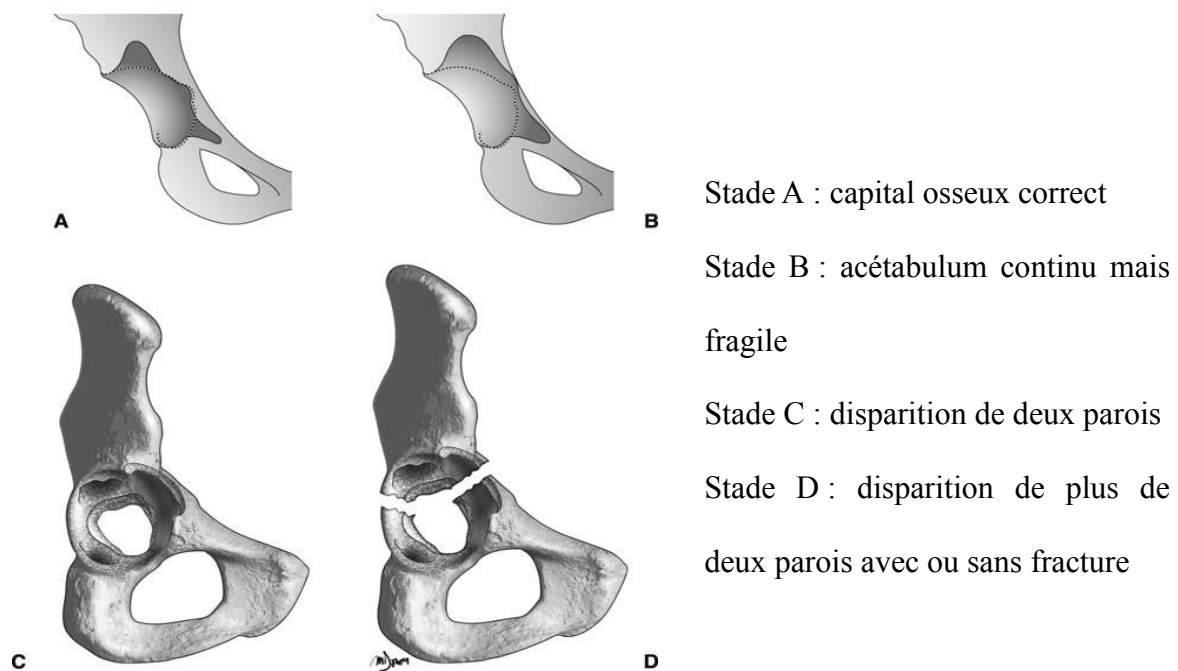 A
B
C
D
Stade A : capital osseux correct
Stade B : acétabulum continu mais
fragile
Stade C : disparition de deux parois
Stade D : disparition de plus de
deux parois avec ou sans fracture